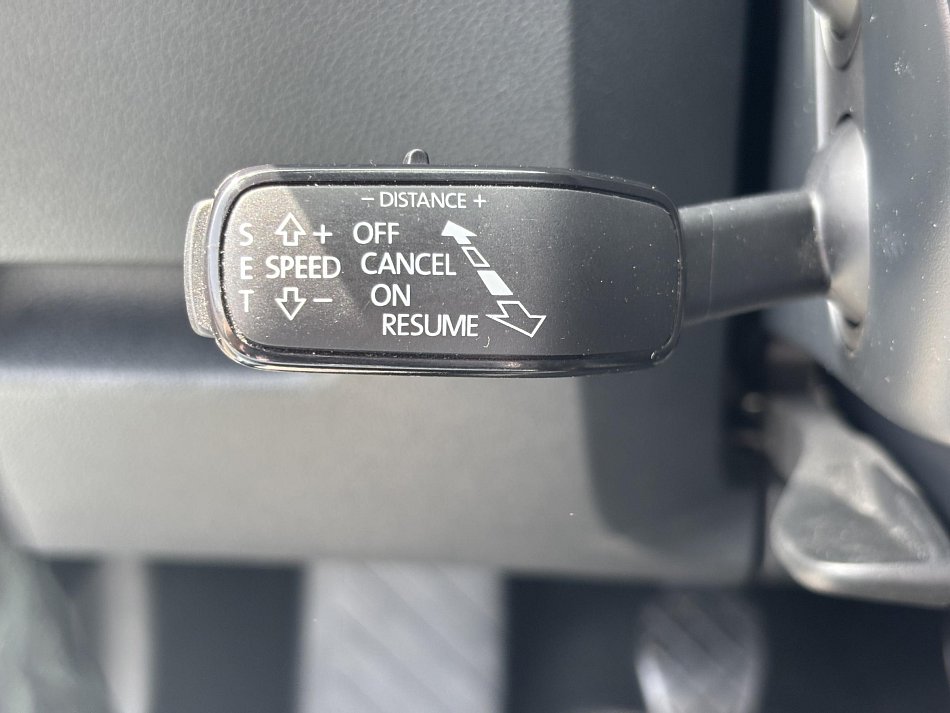 − DISTANCE +
S + OFF
E SPEED CANCEL
T − ON
RESUME